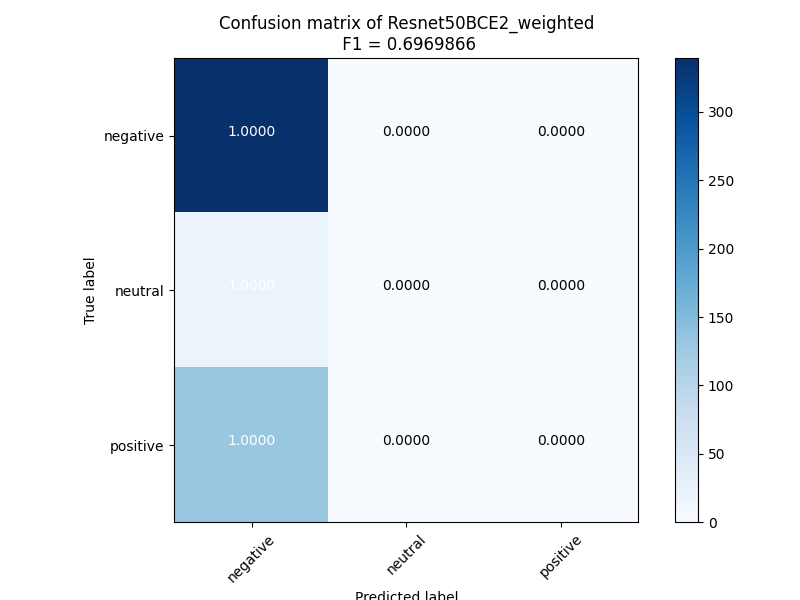 Confusion matrix of Resnet50BCE2_weighted
F1 = 0.6969866
True label
negative
1.0000 0.0000 0.0000
neutral
1.0000 0.0000 0.0000
positive
1.0000 0.0000 0.0000
negative neutral positive
Predicted label
300
250
200
150
100
50
0